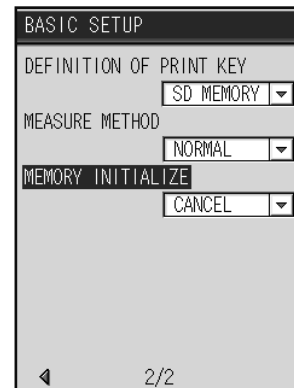 BASIC SETUP
DEFINITION OF PRINT KEY
SD MEMORY
MEASURE METHOD
NORMAL
MEMORY INITIALIZE
CANCEL
2/2